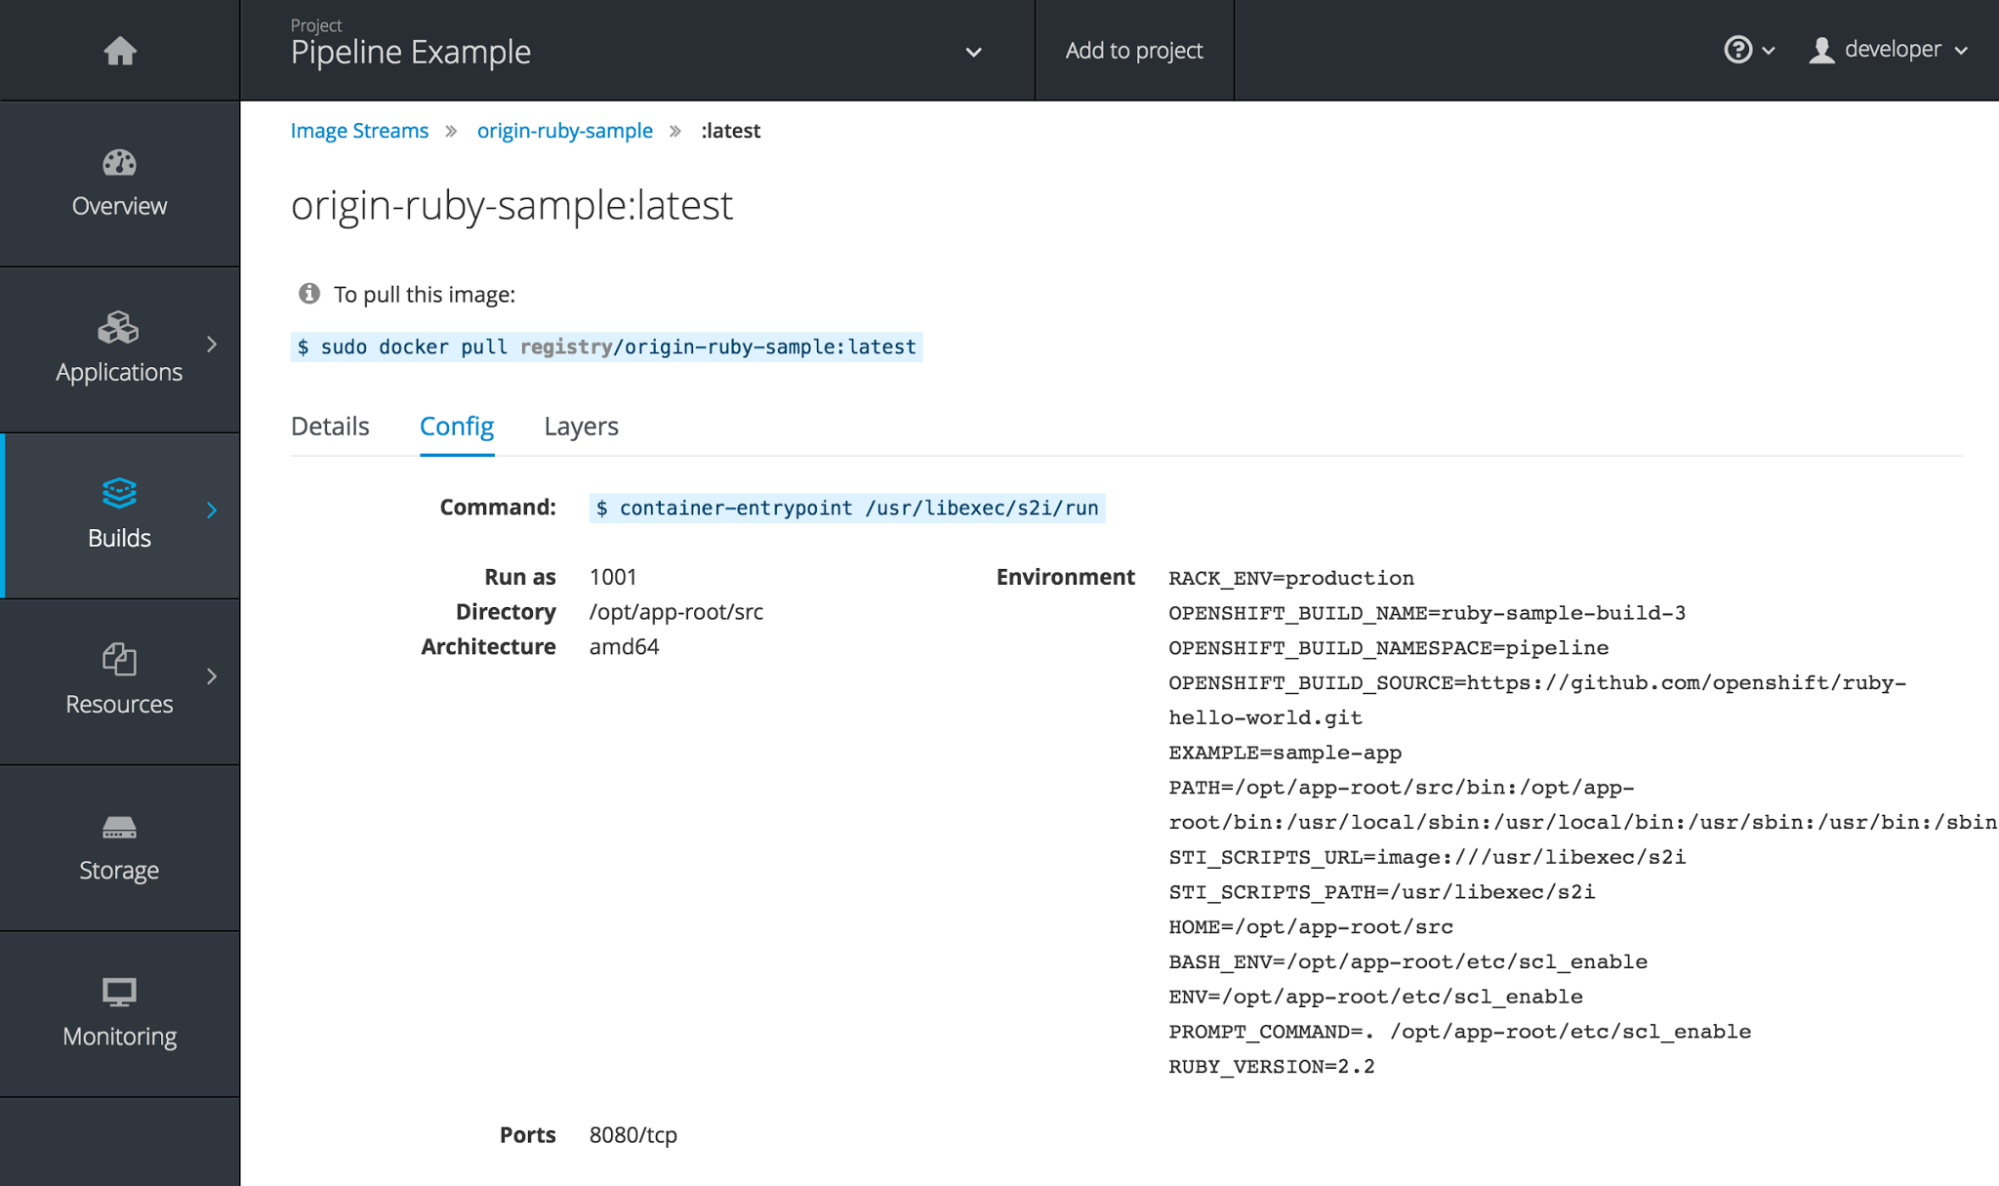 Project
Pipeline Example
Add to project
developer
Image Streams » origin-ruby-sample » :latest
Overview
origin-ruby-sample:latest
To pull this image:
$ sudo docker pull registry/origin-ruby-sample:latest
Applications
Details Config Layers
Command: $ container-entrypoint /usr/libexec/s2i/run
Builds
Run as 1001
Directory /opt/app-root/src
Architecture amd64
Environment RACK_ENV=production
OPENSHIFT_BUILD_NAME=ruby-sample-build-3
OPENSHIFT_BUILD_NAMESPACE=pipeline
OPENSHIFT_BUILD_SOURCE=https://github.com/openshift/ruby-
hello-world.git
EXAMPLE=sample-app
PATH=/opt/app-root/src/bin:/opt/app-
root/bin:/usr/local/sbin:/usr/local/bin:/usr/sbin:/usr/bin:/sbin
STI_SCRIPTS_URL=image:///usr/libexec/s2i
STI_SCRIPTS_PATH=/usr/libexec/s2i
HOME=/opt/app-root/src
BASH_ENV=/opt/app-root/etc/scl_enable
ENV=/opt/app-root/etc/scl_enable
PROMPT_COMMAND=. /opt/app-root/etc/scl_enable
RUBY_VERSION=2.2
Resources
Storage
Monitoring
Ports 8080/tcp